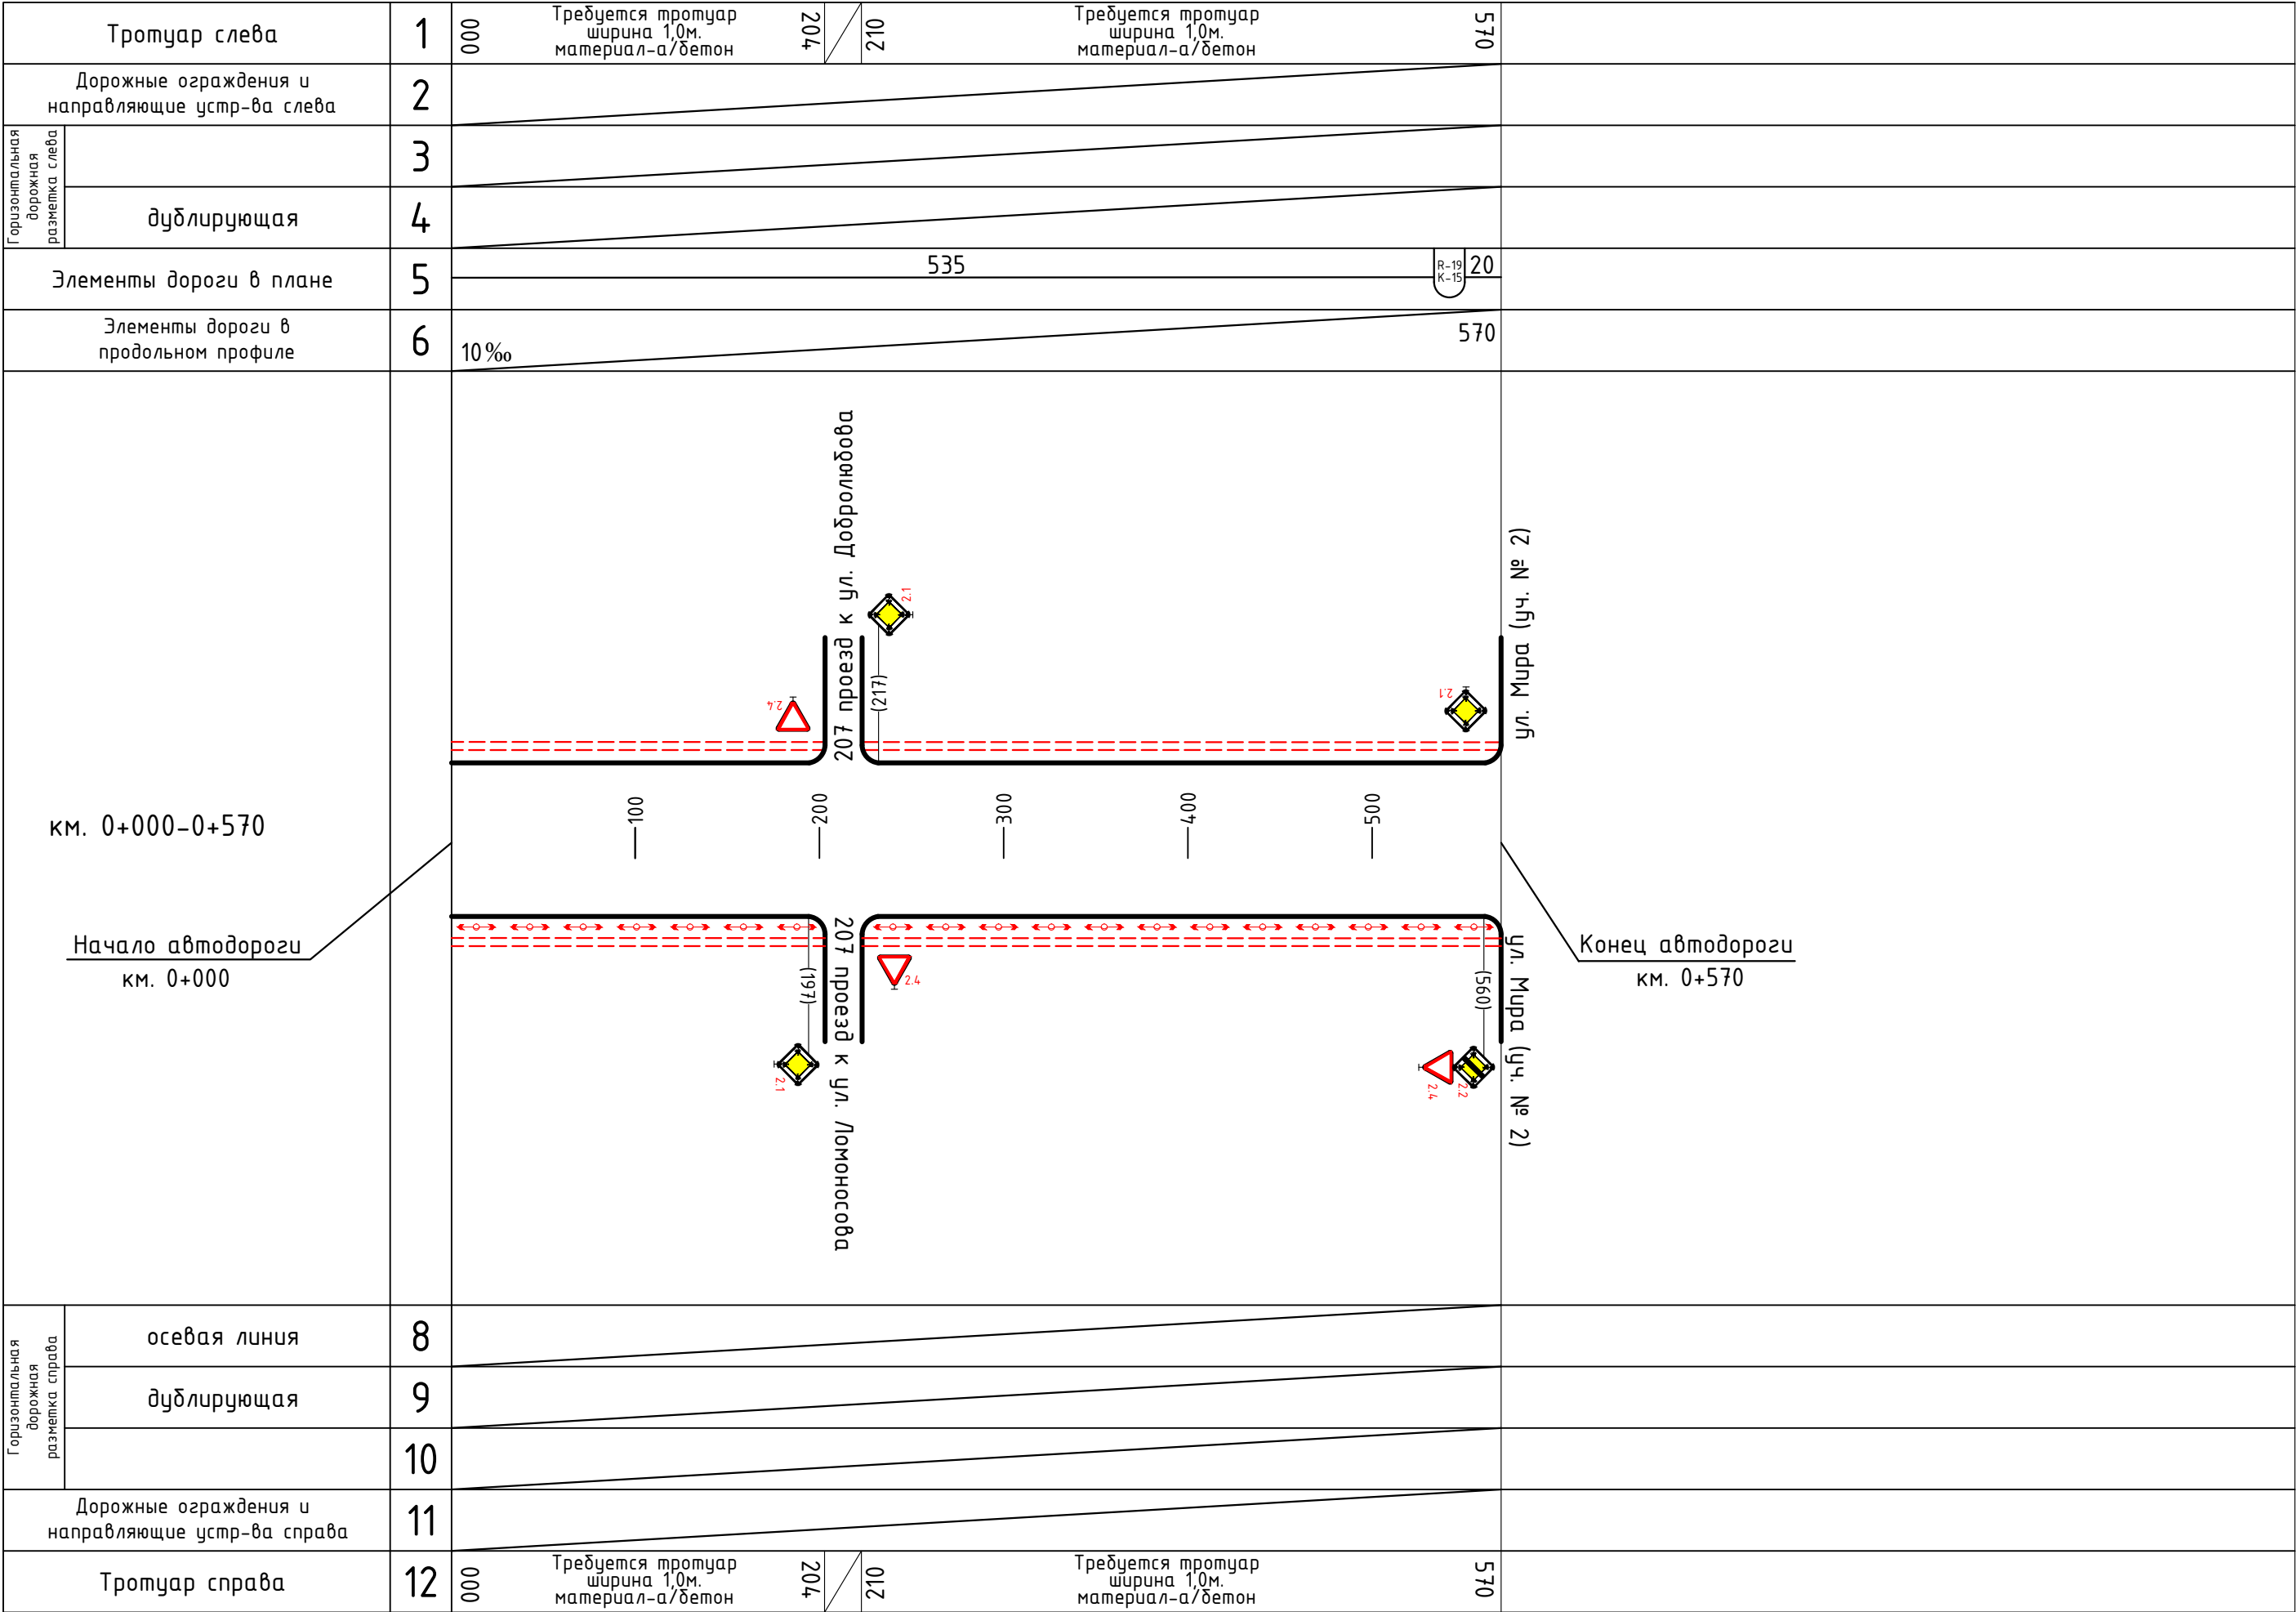 Тротуар слева
1
000
Требуется тротуар
ширина 1,0м.
материал-а/бетон
204
210
Требуется тротуар
ширина 1,0м.
материал-а/бетон
570
Дорожные ограждения и
направляющие устр-ва слева
2
Горизонтальная
дорожная
разметка слева
3
дублирующая
4
Элементы дороги в плане
5
535
R-19
К-15
20
Элементы дороги в
продольном профиле
6
10‰
570
207 проезд к ул. Добролюбова
2.1
(217)
2.4
2.1
ул. Мира (уч. № 2)
км. 0+000-0+570
100
200
300
400
500
Начало автодороги
км. 0+000
Конец автодороги
км. 0+570
(197)
207 проезд к ул. Ломоносова
2.4
2.1
(560)
2.4
2.2
ул. Мира (уч. № 2)
Горизонтальная
дорожная
разметка справа
осевая линия
8
дублирующая
9
10
Дорожные ограждения и
направляющие устр-ва справа
11
Тротуар справа
12
000
Требуется тротуар
ширина 1,0м.
материал-а/бетон
204
210
Требуется тротуар
ширина 1,0м.
материал-а/бетон
570